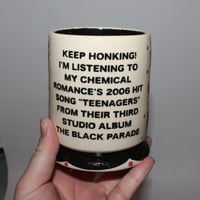 KEEP HONKING!
I'M LISTENING TO
MY CHEMICAL
ROMANCE'S 2006 HIT
SONG "TEENAGERS"
FROM THEIR THIRD
STUDIO ALBUM
THE BLACK PARADE